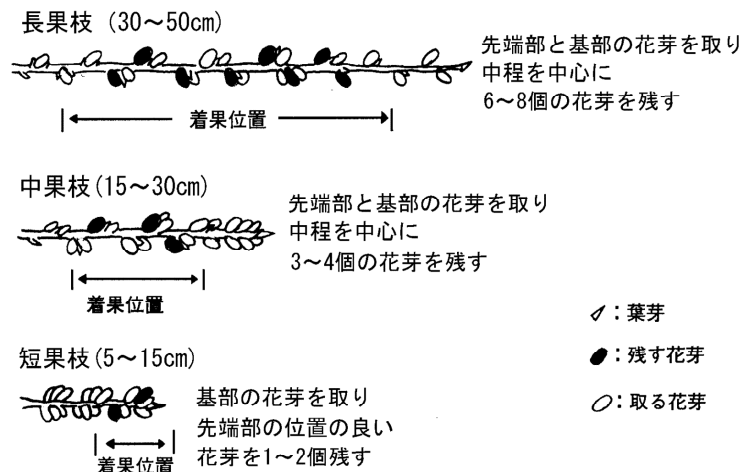 長果枝 (30～50cm)
先端部と基部の花芽を取り
中程を中心に
6～8個の花芽を残す
着果位置
中果枝(15～30cm)
先端部と基部の花芽を取り
中程を中心に
3～4個の花芽を残す
着果位置
：葉芽
：残す花芽
：取る花芽
短果枝(5～15cm)
基部の花芽を取り
先端部の位置の良い
花芽を1～2個残す
着果位置